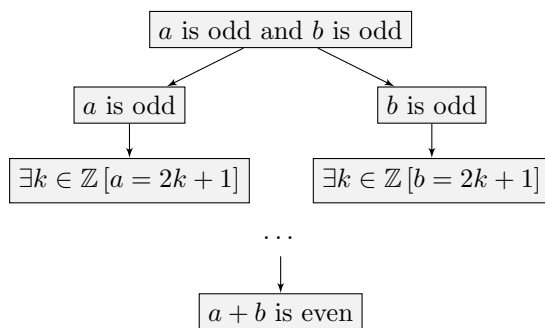 a is odd and b is odd
a is odd
b is odd
∃k ∈ ℤ [a = 2k + 1]
∃k ∈ ℤ [b = 2k + 1]
...
a + b is even